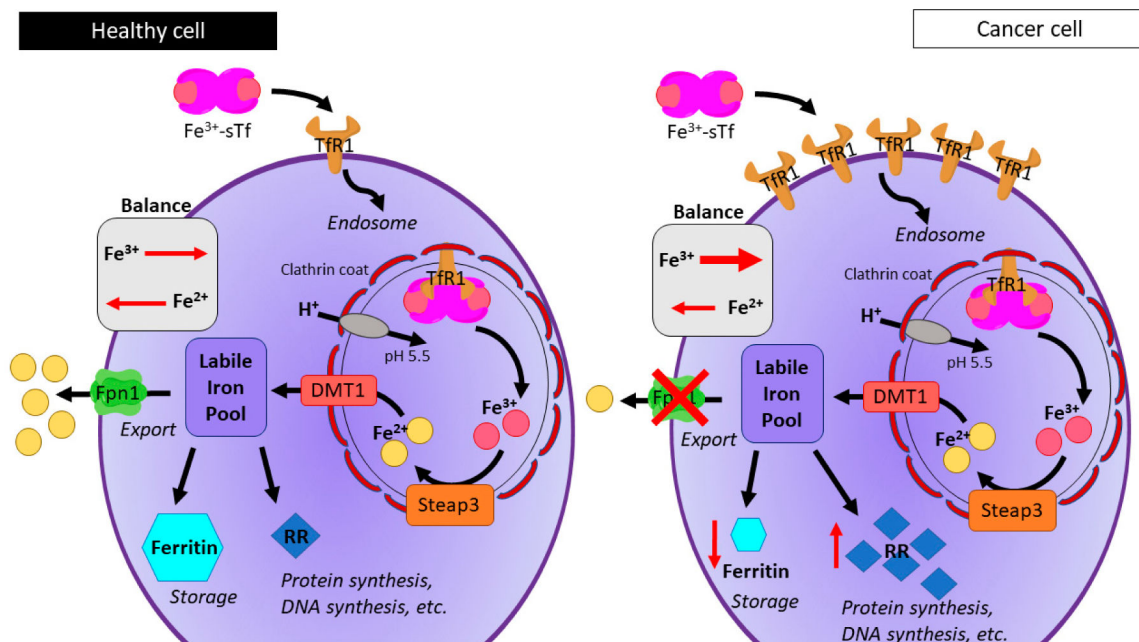 Healthy cell
Fe³⁺-sTf
TfR1
Endosome
Balance
Fe³⁺
Fe²⁺
Clathrin coat
TfR1
H⁺
pH 5.5
Labile
Iron
Pool
DMT1
Fpn1
Export
Fe³⁺
Fe²⁺
Steap3
Ferritin
Storage
RR
Protein synthesis,
DNA synthesis, etc.
Cancer cell
Fe³⁺-sTf
TfR1
TfR1
TfR1
TfR1
TfR1
Endosome
Balance
Fe³⁺
Fe²⁺
Clathrin coat
TfR1
H⁺
pH 5.5
Labile
Iron
Pool
DMT1
Fpn1
Export
Fe³⁺
Fe²⁺
Steap3
Ferritin
Storage
RR
Protein synthesis,
DNA synthesis, etc.